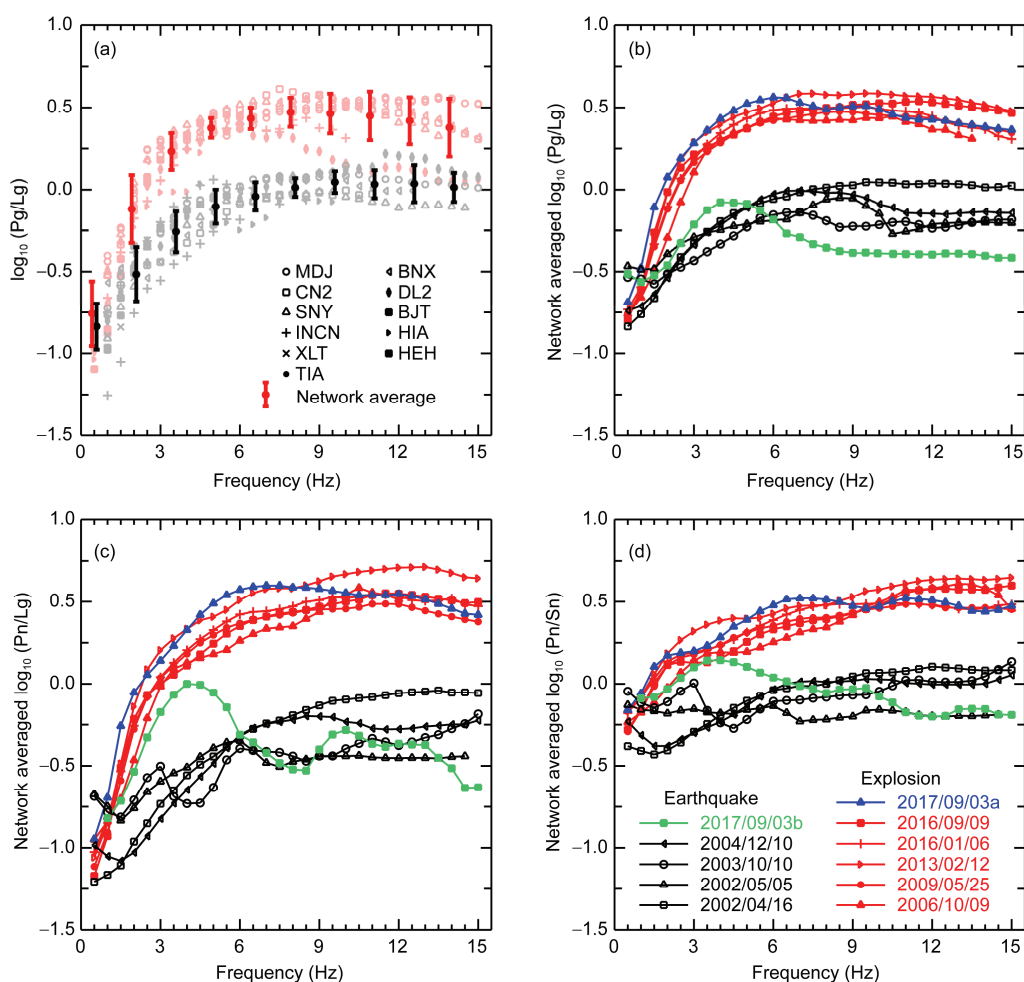 (a)
1.0
0.5
0.0
−0.5
−1.0
−1.5
log₁₀ (Pg/Lg)
MDJ
CN2
SNY
INCN
XLT
TIA
BNX
DL2
BJT
HIA
HEH
Network average
0 3 6 9 12 15
Frequency (Hz)
(b)
1.0
0.5
0.0
−0.5
−1.0
−1.5
Network averaged log₁₀ (Pg/Lg)
0 3 6 9 12 15
Frequency (Hz)
(c)
1.0
0.5
0.0
−0.5
−1.0
−1.5
Network averaged log₁₀ (Pn/Lg)
0 3 6 9 12 15
Frequency (Hz)
(d)
1.0
0.5
0.0
−0.5
−1.0
−1.5
Network averaged log₁₀ (Pn/Sn)
Earthquake
2017/09/03b
2004/12/10
2003/10/10
2002/05/05
2002/04/16
Explosion
2017/09/03a
2016/09/09
2016/01/06
2013/02/12
2009/05/25
2006/10/09
0 3 6 9 12 15
Frequency (Hz)